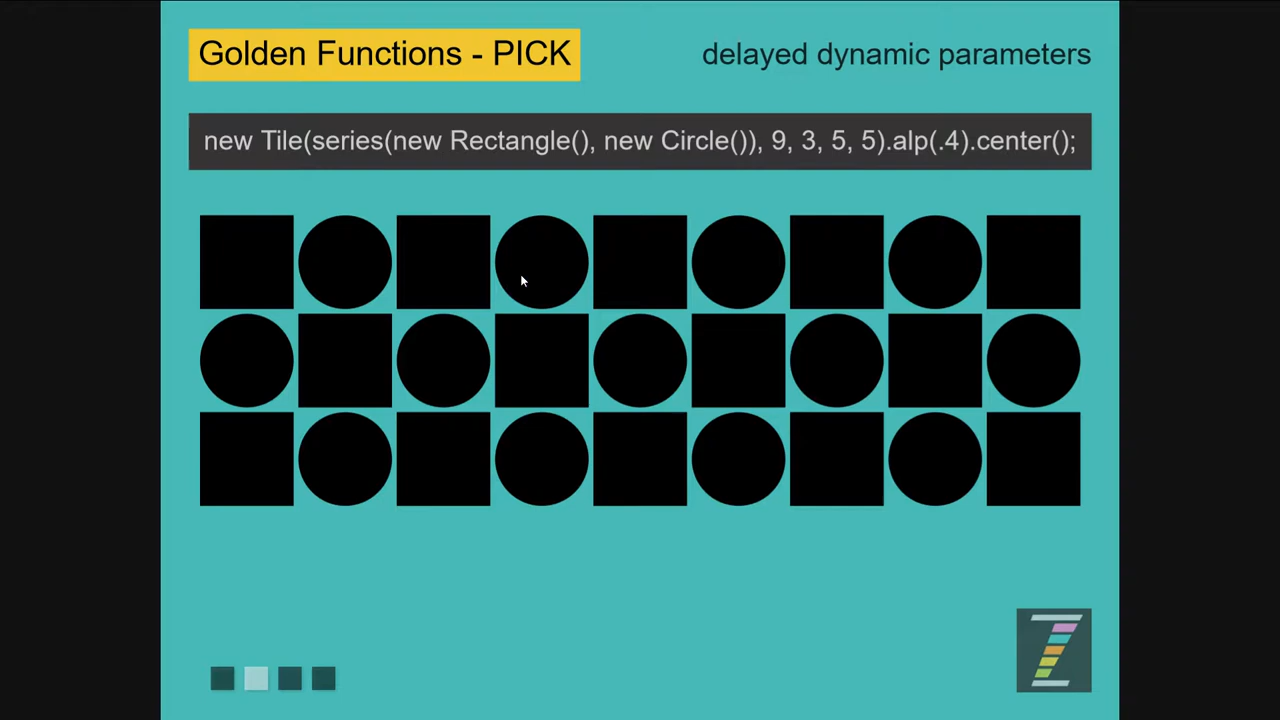 Golden Functions - PICK
delayed dynamic parameters
new Tile(series(new Rectangle(), new Circle()), 9, 3, 5, 5).alp(.4).center();